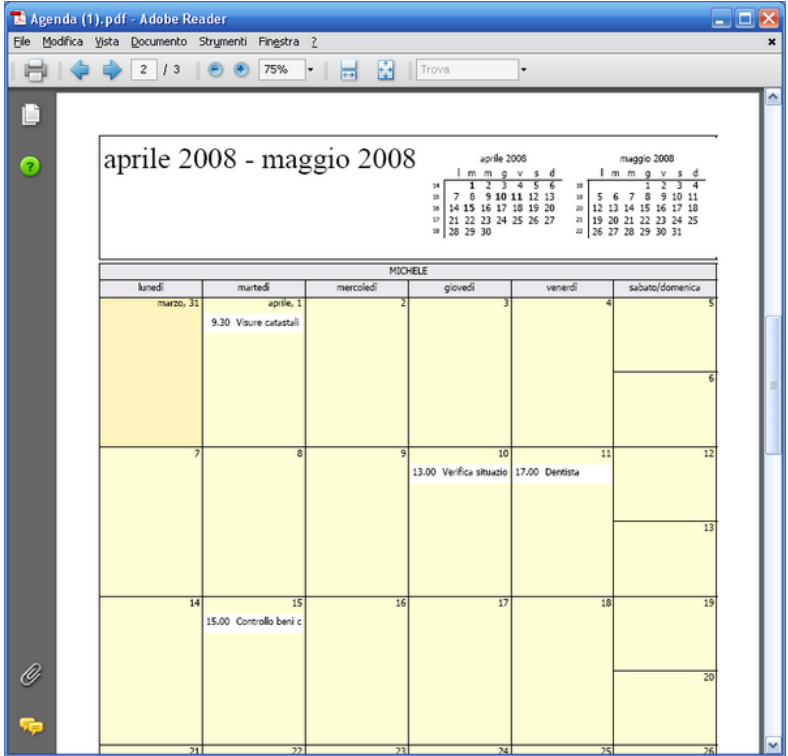 Agenda (1).pdf - Adobe Reader
File Modifica Vista Documento Strumenti Finestra ?
2 / 3 75% Trova
aprile 2008 - maggio 2008
aprile 2008
l m m g v s d
14 1 2 3 4 5 6
15 7 8 9 10 11 12 13
16 14 15 16 17 18 19 20
17 21 22 23 24 25 26 27
18 28 29 30
maggio 2008
l m m g v s d
18 1 2 3 4
19 5 6 7 8 9 10 11
20 12 13 14 15 16 17 18
21 19 20 21 22 23 24 25
22 26 27 28 29 30 31
MICHELE
lunedì martedì mercoledì giovedì venerdì sabato/domenica
marzo, 31 aprile, 1 2 3 4 5
9.30 Visure catastali
6
7 8 9 10 11 12
13.00 Verifica situazio 17.00 Dentista
13
14 15 16 17 18 19
15.00 Controllo beni c
20
21 22 23 24 25 26